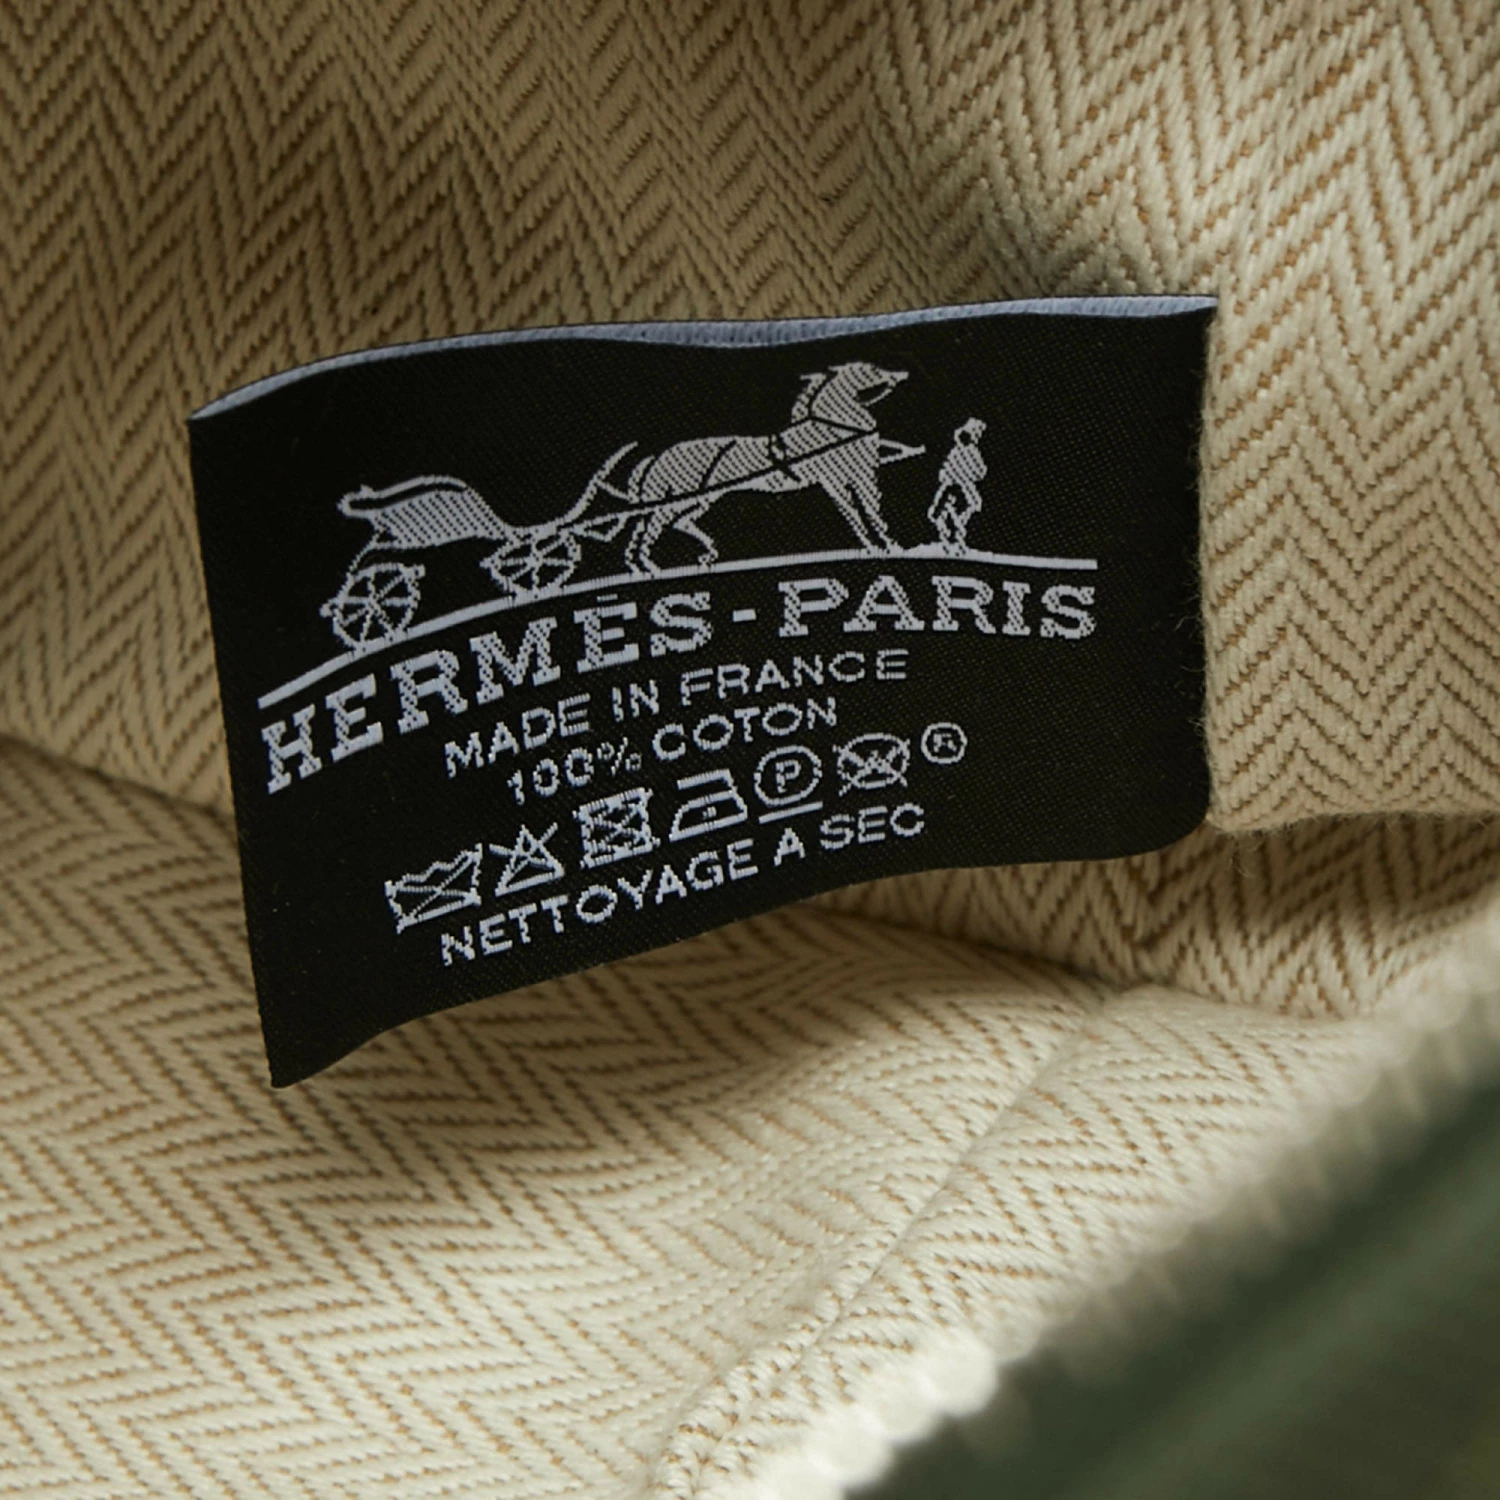 HERMÈS-PARIS
MADE IN FRANCE
100% COTON
P ®
NETTOYAGE A SEC